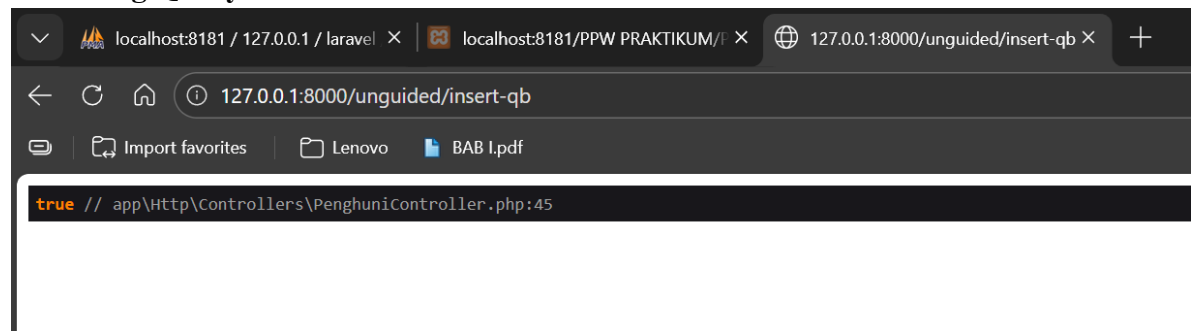 localhost:8181 / 127.0.0.1 / laravel
localhost:8181/PPW PRAKTIKUM/P
127.0.0.1:8000/unguided/insert-qb
127.0.0.1:8000/unguided/insert-qb
Import favorites
Lenovo
BAB I.pdf
true // app\Http\Controllers\PenghuniController.php:45